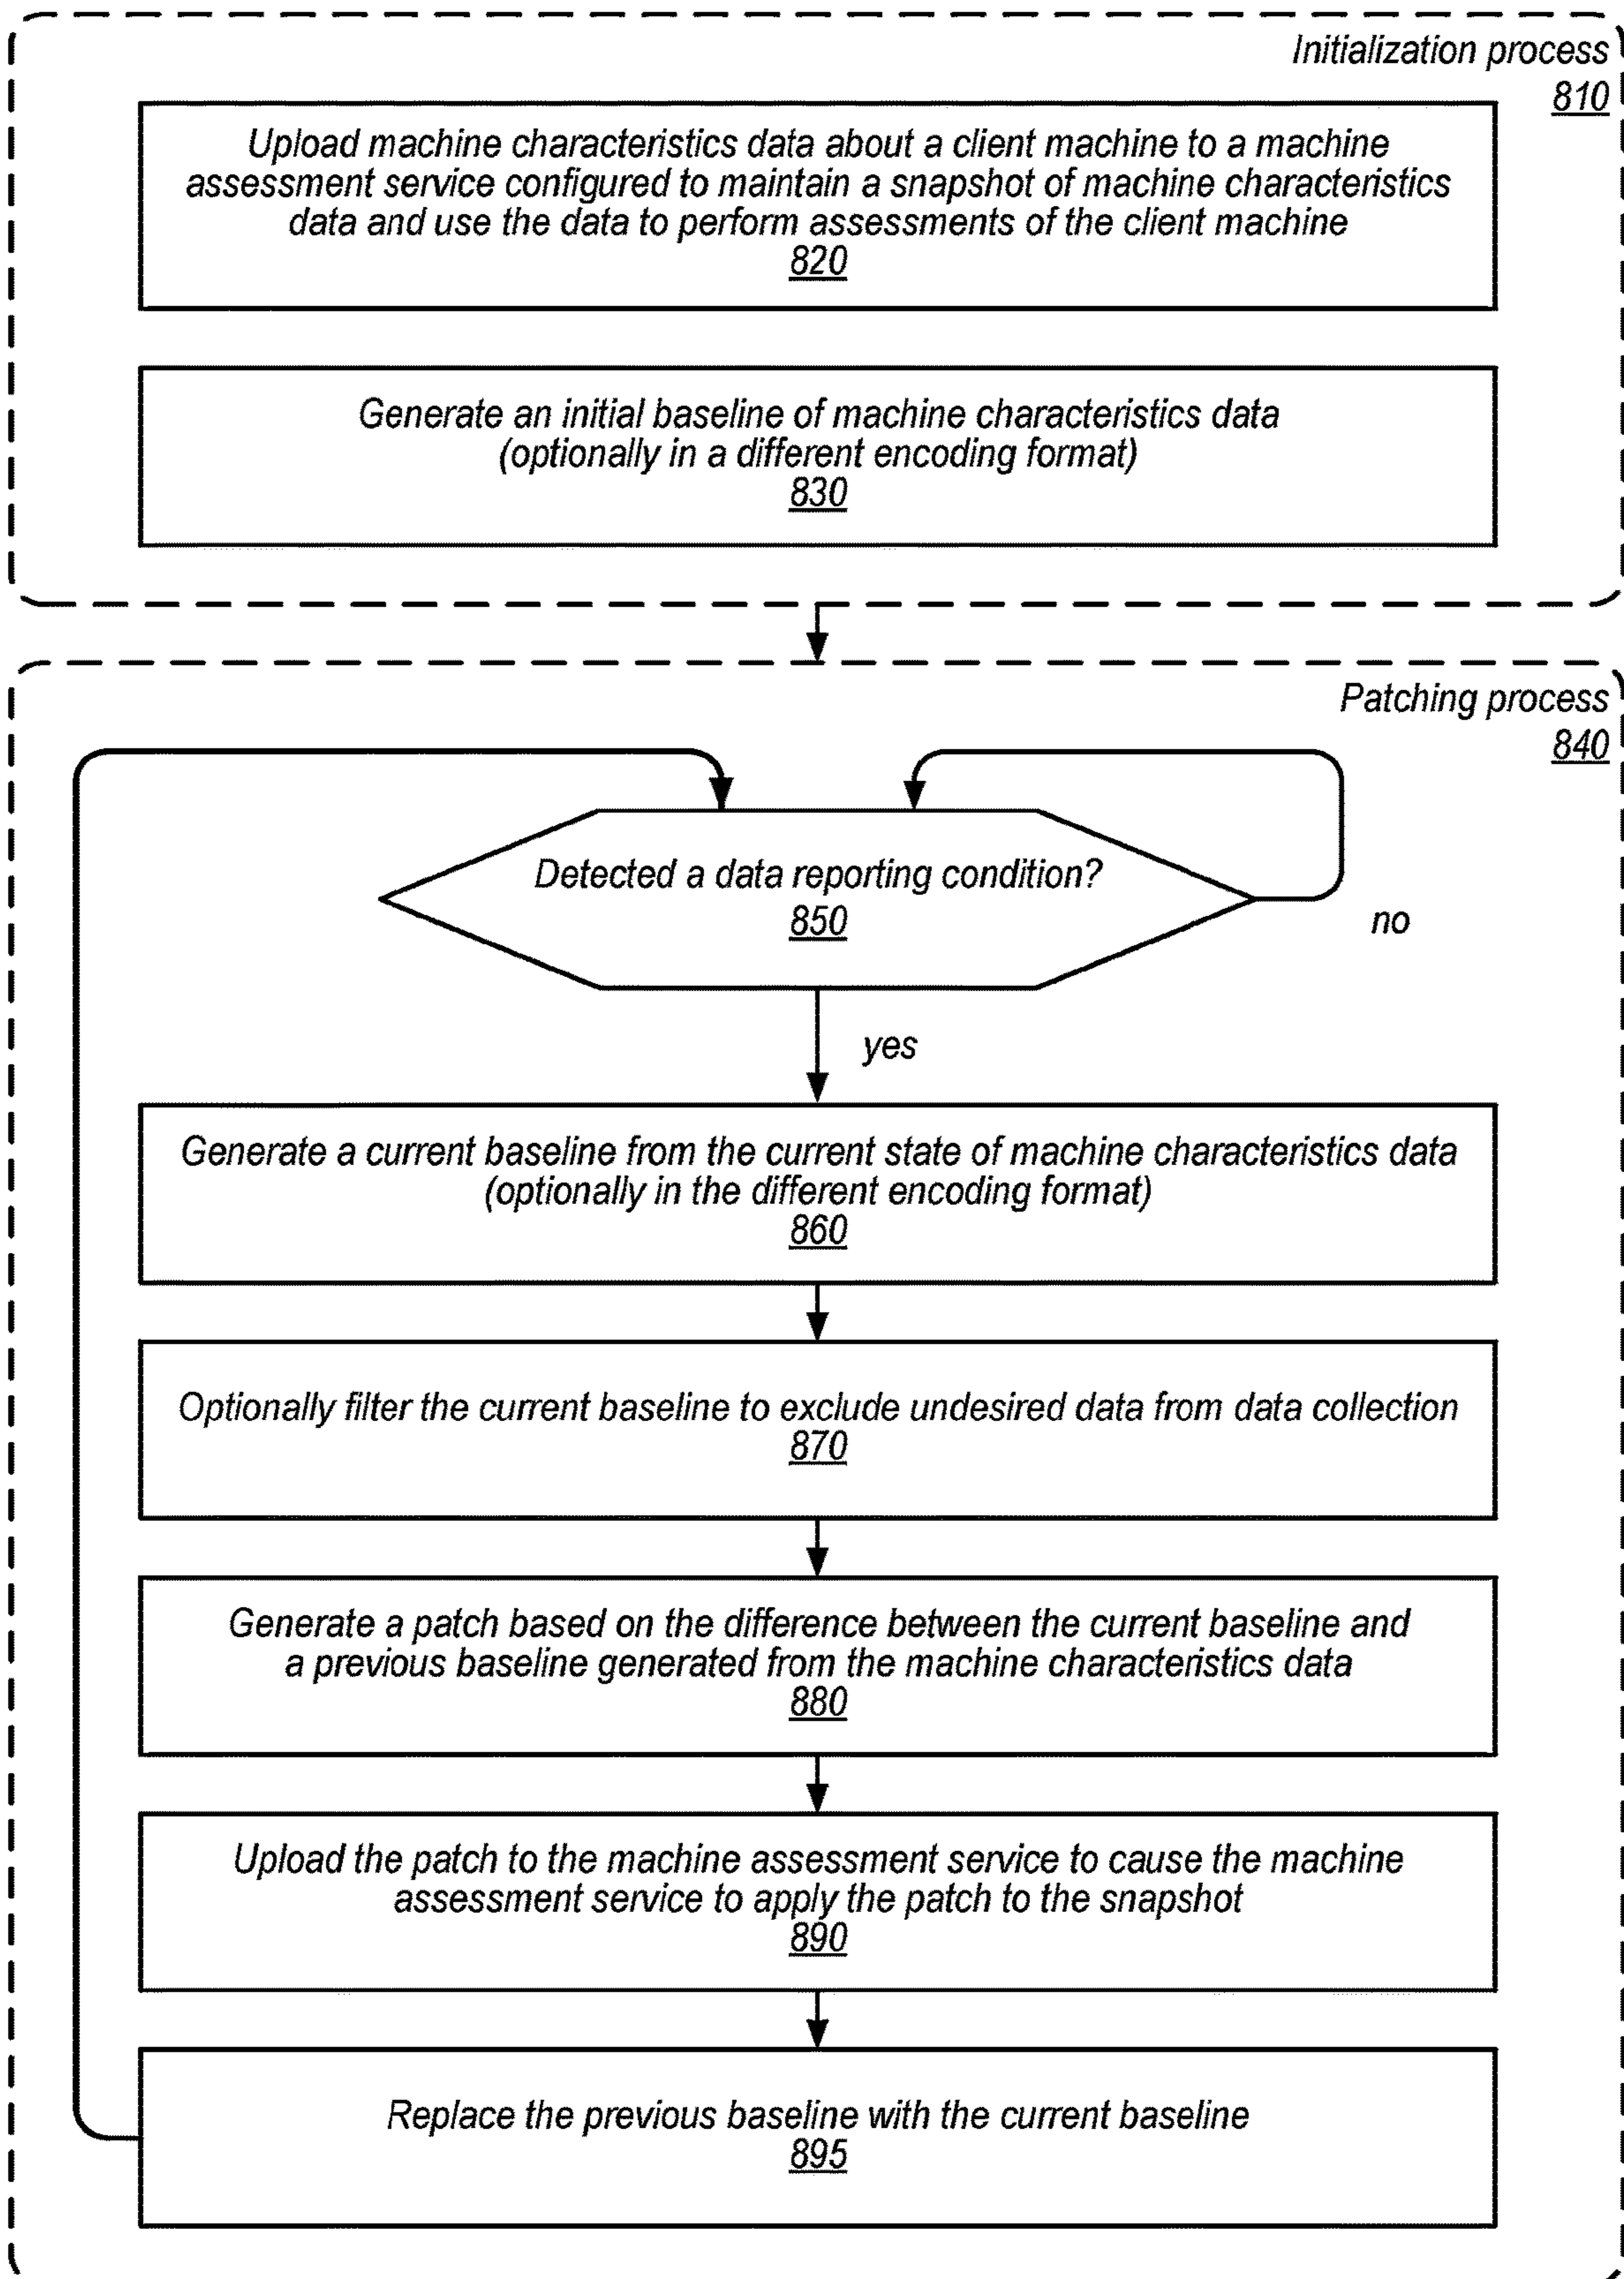 Initialization process
810
Upload machine characteristics data about a client machine to a machine
assessment service configured to maintain a snapshot of machine characteristics
data and use the data to perform assessments of the client machine
820
Generate an initial baseline of machine characteristics data
(optionally in a different encoding format)
830
Patching process
840
Detected a data reporting condition?
850
no
yes
Generate a current baseline from the current state of machine characteristics data
(optionally in the different encoding format)
860
Optionally filter the current baseline to exclude undesired data from data collection
870
Generate a patch based on the difference between the current baseline and
a previous baseline generated from the machine characteristics data
880
Upload the patch to the machine assessment service to cause the machine
assessment service to apply the patch to the snapshot
890
Replace the previous baseline with the current baseline
895